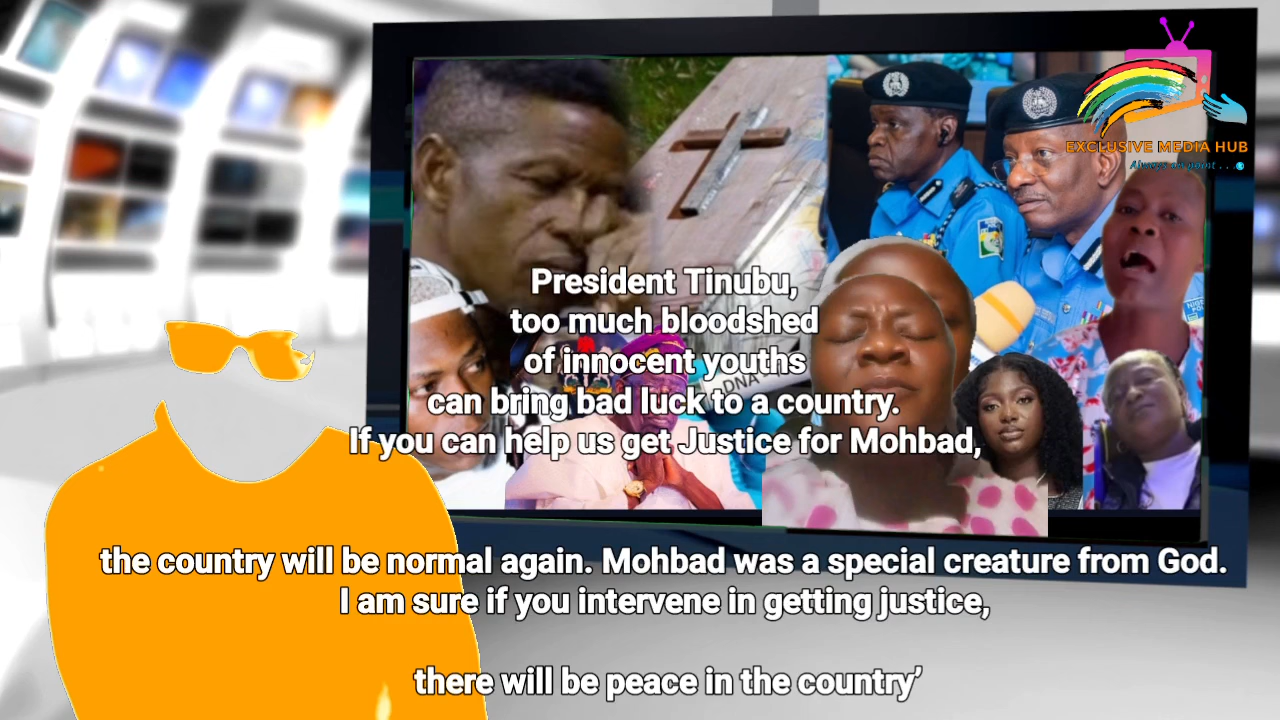 EXCLUSIVE MEDIA HUB
President Tinubu,
too much bloodshed
of innocent youths
DNA
can bring bad luck to a country.
If you can help us get Justice for Mohbad,
the country will be normal again. Mohbad was a special creature from God.
I am sure if you intervene in getting justice,
there will be peace in the country’